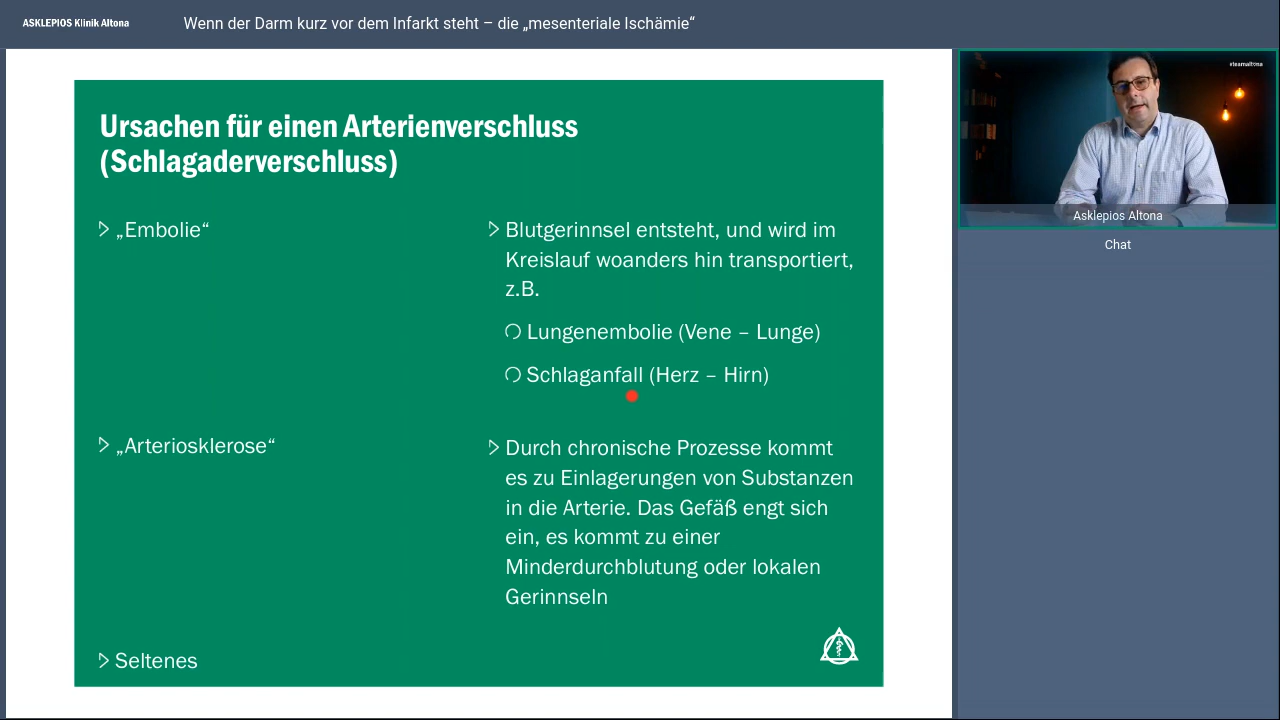 ASKLEPIOS Klinik Altona
Wenn der Darm kurz vor dem Infarkt steht – die „mesenteriale Ischämie“
Ursachen für einen Arterienverschluss
(Schlagaderverschluss)
„Embolie“
Blutgerinnsel entsteht, und wird im
Kreislauf woanders hin transportiert,
z.B.
Lungenembolie (Vene – Lunge)
Schlaganfall (Herz – Hirn)
„Arteriosklerose“
Durch chronische Prozesse kommt
es zu Einlagerungen von Substanzen
in die Arterie. Das Gefäß engt sich
ein, es kommt zu einer
Minderdurchblutung oder lokalen
Gerinnseln
Seltenes
#teamaltona
Asklepios Altona
Chat